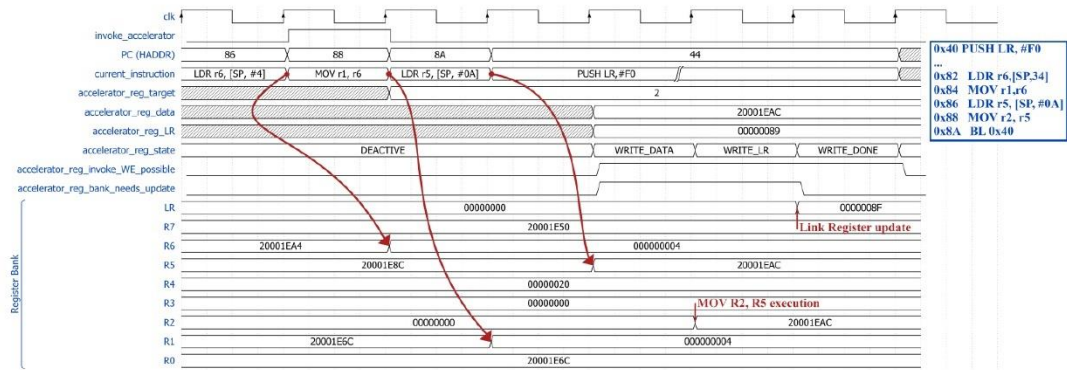 clk
invoke_accelerator
PC (HADDR) 86 88 8A 44
current_instruction LDR r6, [SP, #4] MOV r1, r6 LDR r5, [SP, #0A] PUSH LR,#F0
accelerator_reg_target 2
accelerator_reg_data 20001EAC
accelerator_reg_LR 00000089
accelerator_reg_state DEACTIVE WRITE_DATA WRITE_LR WRITE_DONE
accelerator_reg_invoke_WE_possible
accelerator_reg_bank_needs_update
Register Bank
LR 00000000 0000008F
Link Register update
R7 20001E50
R6 20001EA4 000000004
R5 20001E8C 20001EAC
R4 00000020
R3 00000000
MOV R2, R5 execution
R2 00000000 20001EAC
R1 20001E6C 000000004
R0 20001E6C
0x40 PUSH LR, #F0
...
0x82 LDR r6,[SP,34]
0x84 MOV r1,r6
0x86 LDR r5, [SP, #0A]
0x88 MOV r2, r5
0x8A BL 0x40